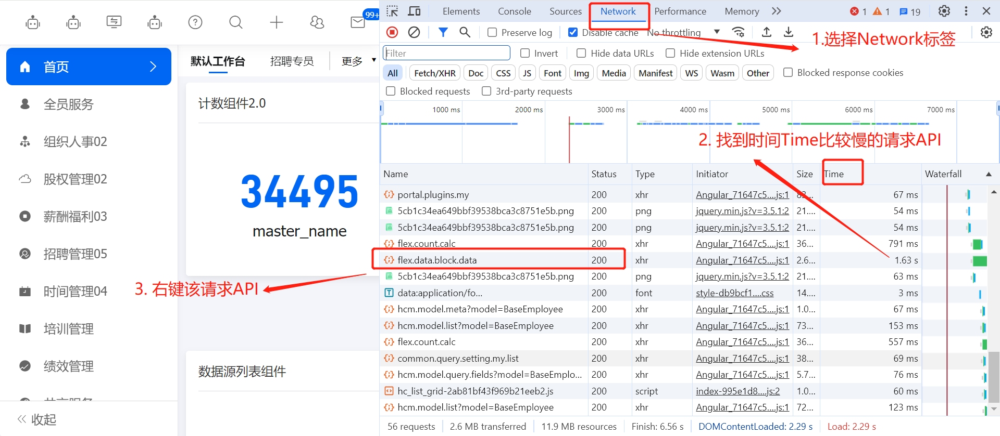 99+
首页
全员服务
组织人事02
股权管理02
薪酬福利03
招聘管理05
时间管理04
培训管理
绩效管理
收起
默认工作台
招聘专员
更多
计数组件2.0
34495
master_name
数据源列表组件
Elements Console Sources Network Performance Memory 1 1 19
Preserve log Disable cache No throttling
Filter Invert Hide data URLs Hide extension URLs
All Fetch/XHR Doc CSS JS Font Img Media Manifest WS Wasm Other Blocked response cookies
Blocked requests 3rd-party requests
1.选择Network标签
1000 ms 2000 ms 3000 ms 4000 ms 5000 ms 6000 ms 7000 ms
2. 找到时间Time比较慢的请求API
Name Status Type Initiator Size Time Waterfall
portal.plugins.my 200 xhr Angular_71647c5....js:1 83... 67 ms
5cb1c34ea649bbf39538bca3c8751e5b.png 200 png jquery.min.js?v=3.5.1:2 21.... 54 ms
5cb1c34ea649bbf39538bca3c8751e5b.png 200 png jquery.min.js?v=3.5.1:2 21.... 54 ms
flex.count.calc 200 xhr Angular_71647c5....js:1 36... 791 ms
flex.data.block.data 200 xhr Angular_71647c5....js:1 2.6... 1.63 s
5cb1c34ea649bbf39538bca3c8751e5b.png 200 png jquery.min.js?v=3.5.1:2 21.... 63 ms
data:application/fo... 200 font style-db9bcf1....css 14.... 3 ms
hcm.model.meta?model=BaseEmployee 200 xhr Angular_71647c5....js:1 1.0... 67 ms
hcm.model.list?model=BaseEmployee 200 xhr Angular_71647c5....js:1 73... 153 ms
flex.count.calc 200 xhr Angular_71647c5....js:1 36... 557 ms
common.query.setting.my.list 200 xhr Angular_71647c5....js:1 38... 69 ms
hcm.model.query.fields?model=BaseEmplo... 200 xhr Angular_71647c5....js:1 5.7... 76 ms
hc_list_grid-2ab81bf43f969b21eeb2.js 200 script index-995e1d8....js:2 1.0... 60 ms
hcm.model.list?model=BaseEmployee 200 xhr Angular_71647c5....js:1 72... 123 ms
3. 右键该请求API
56 requests 2.6 MB transferred 11.9 MB resources Finish: 6.56 s DOMContentLoaded: 2.29 s Load: 2.29 s